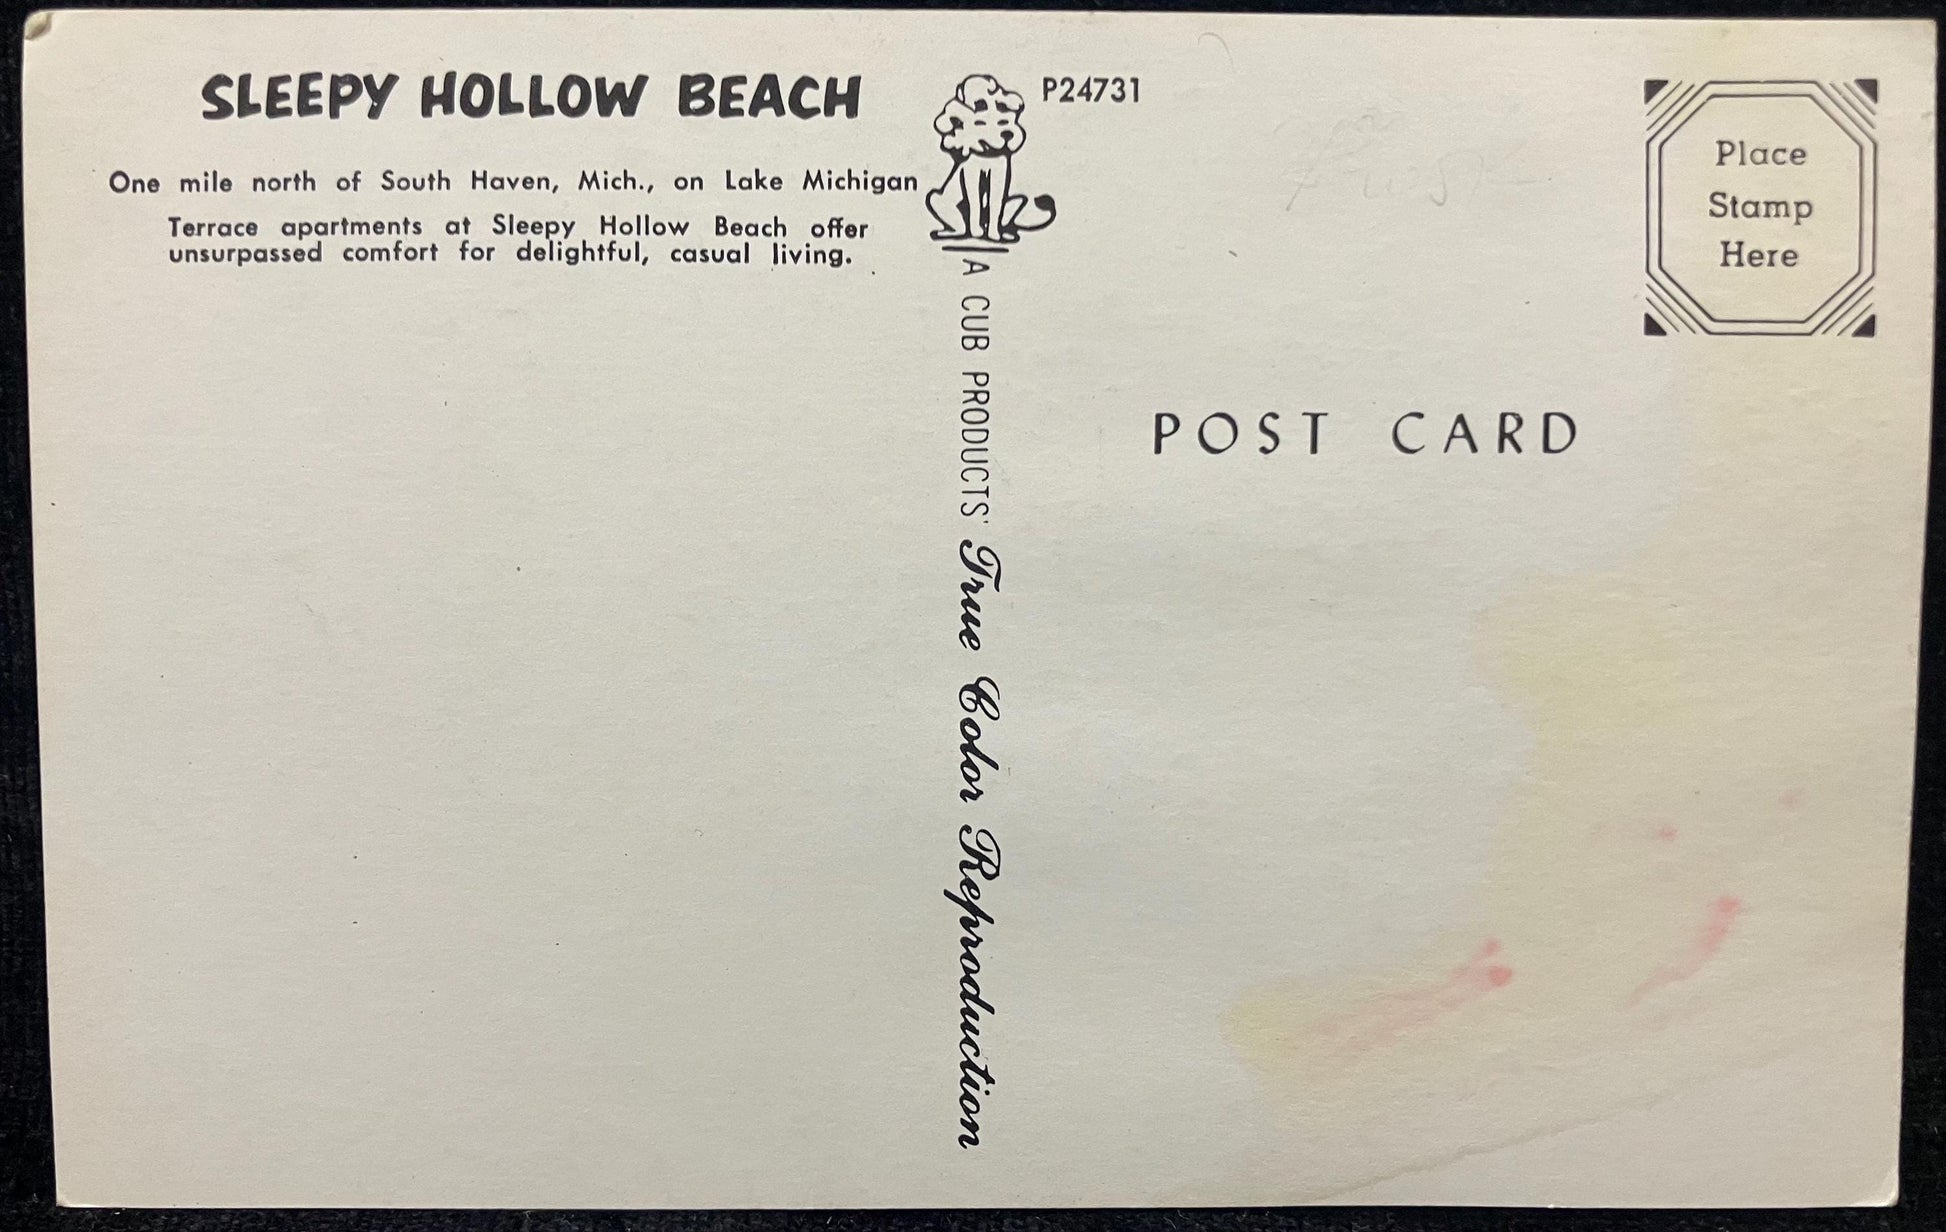 SLEEPY HOLLOW BEACH
One mile north of South Haven, Mich., on Lake Michigan
Terrace apartments at Sleepy Hollow Beach offer
unsurpassed comfort for delightful, casual living.
A CUB PRODUCTS' True Color Reproduction
P24731
Place
Stamp
Here
POST CARD